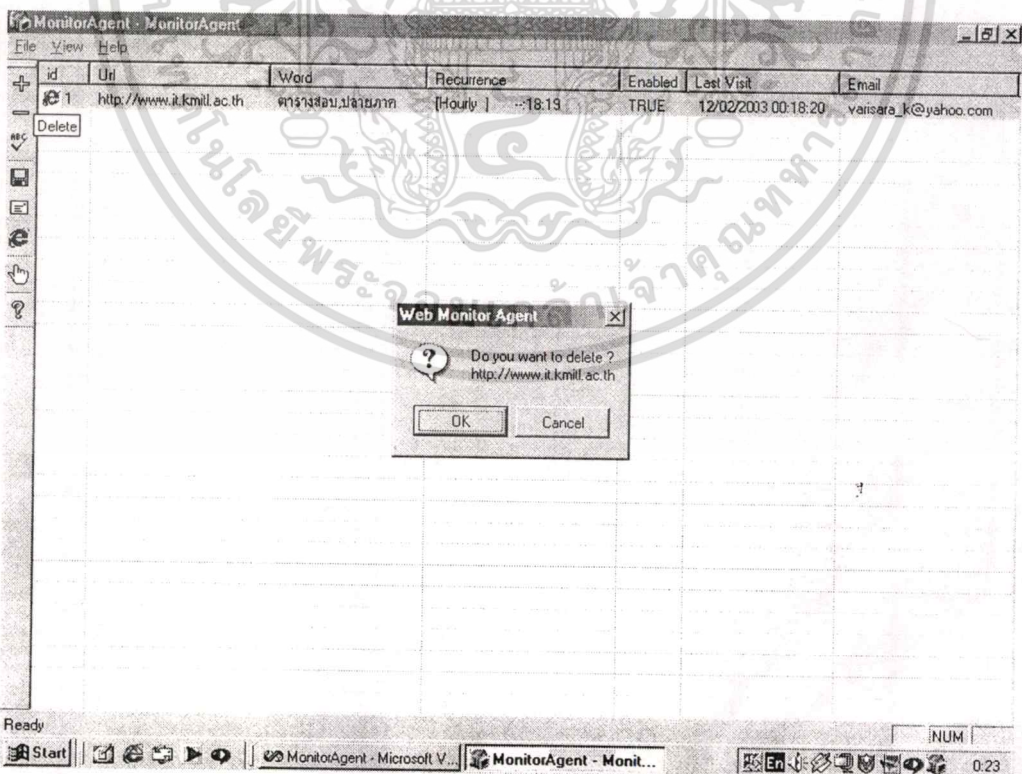 MonitorAgent - MonitorAgent
File View Help
id Url Word Recurrence Enabled Last Visit Email
1 http://www.it.kmitl.ac.th ตารางสอบ,ปลายภาค [Hourly ] --:18:19 TRUE 12/02/2003 00:18:20 varisara_k@yahoo.com
Delete
ABC
Web Monitor Agent
Do you want to delete ?
http://www.it.kmitl.ac.th
OK Cancel
Ready
NUM
Start MonitorAgent - Microsoft V... MonitorAgent - Monit... En 0:23